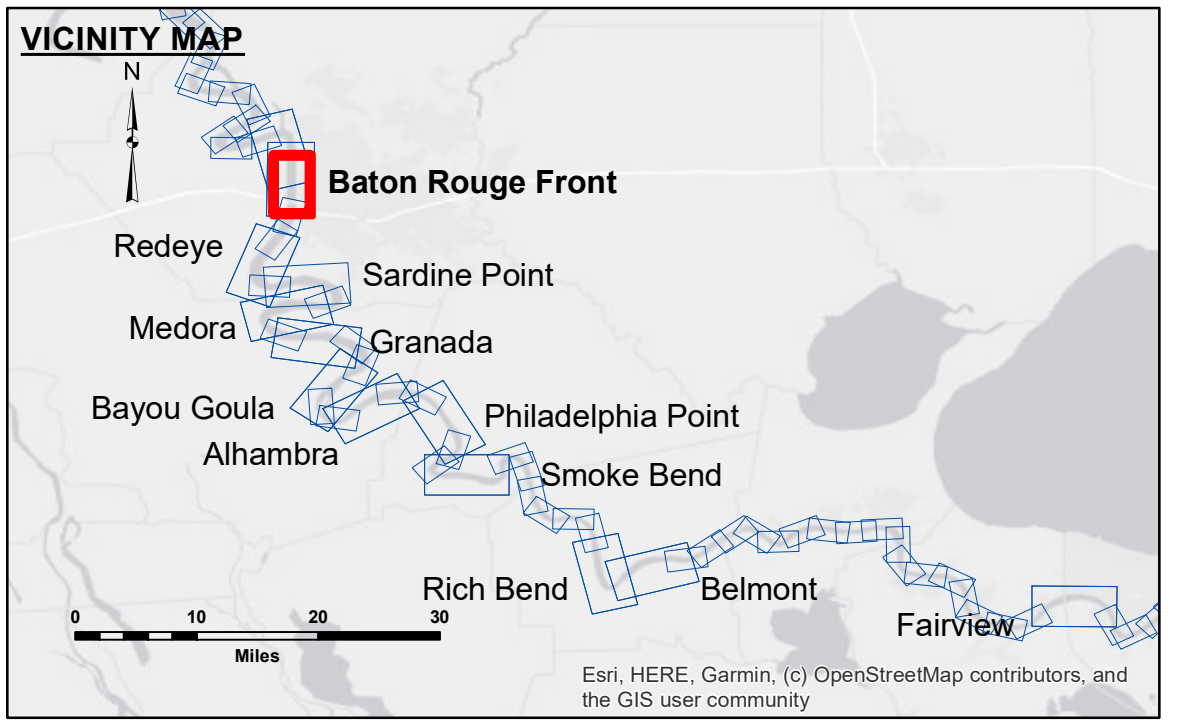 VICINITY MAP
N
Baton Rouge Front
Redeye
Sardine Point
Medora
Granada
Bayou Goula
Philadelphia Point
Alhambra
Smoke Bend
Rich Bend
Belmont
Fairview
0 10 20 30
Miles
Esri, HERE, Garmin, (c) OpenStreetMap contributors, and
the GIS user community